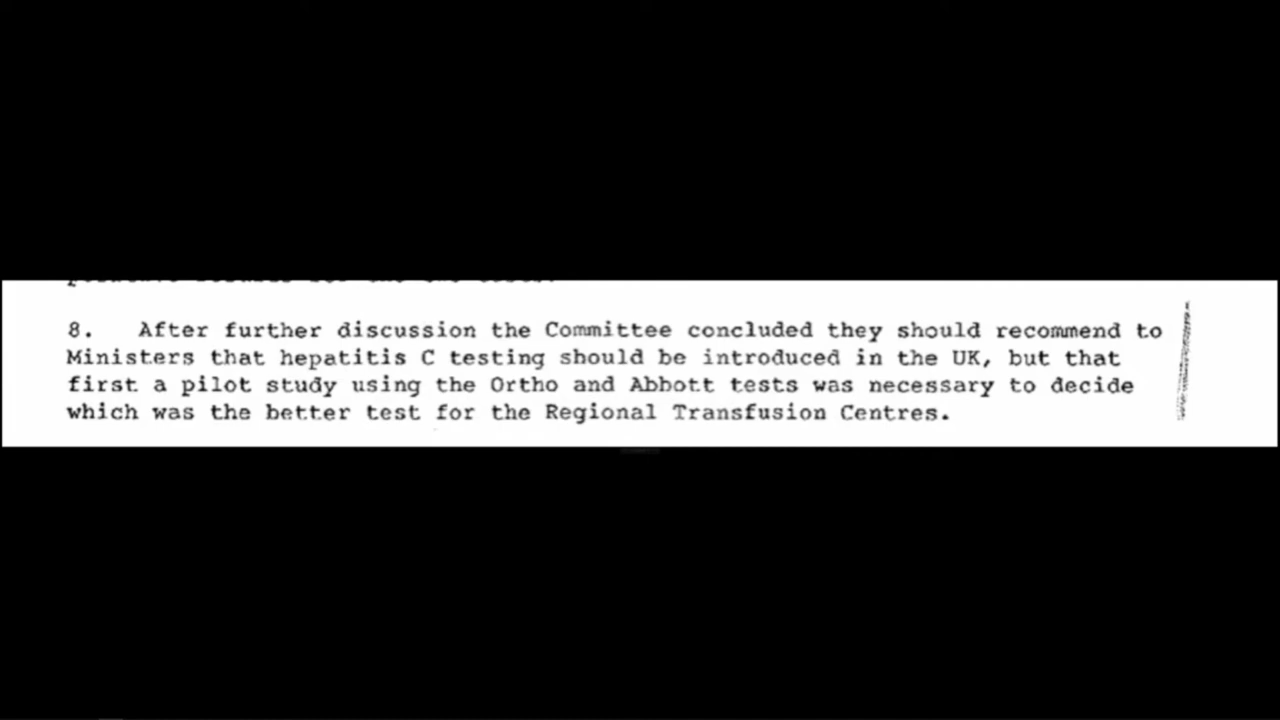 8. After further discussion the Committee concluded they should recommend to
Ministers that hepatitis C testing should be introduced in the UK, but that
first a pilot study using the Ortho and Abbott tests was necessary to decide
which was the better test for the Regional Transfusion Centres.